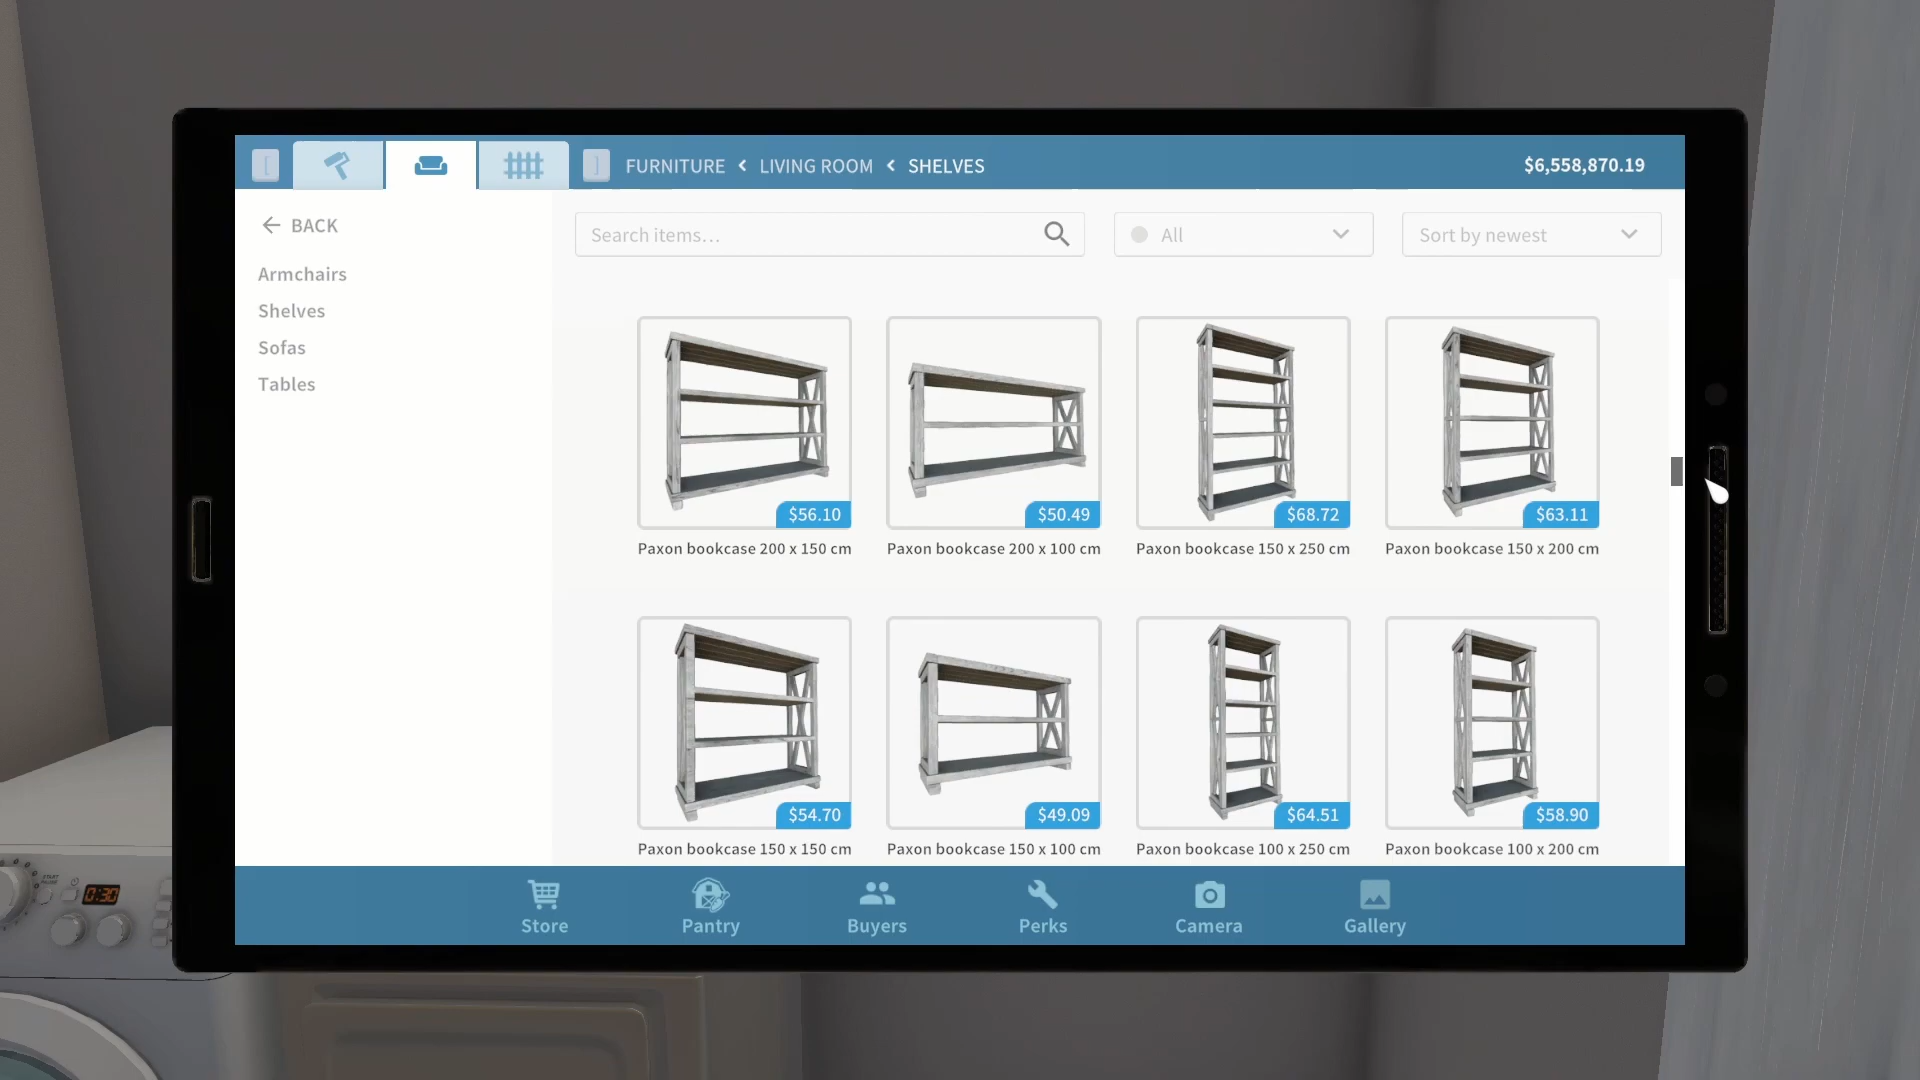 [
]
FURNITURE < LIVING ROOM < SHELVES
$6,558,870.19
BACK
Armchairs
Shelves
Sofas
Tables
Search items...
All
Sort by newest
$56.10
$50.49
$68.72
$63.11
Paxon bookcase 200 x 150 cm
Paxon bookcase 200 x 100 cm
Paxon bookcase 150 x 250 cm
Paxon bookcase 150 x 200 cm
$54.70
$49.09
$64.51
$58.90
Paxon bookcase 150 x 150 cm
Paxon bookcase 150 x 100 cm
Paxon bookcase 100 x 250 cm
Paxon bookcase 100 x 200 cm
Store
Pantry
Buyers
Perks
Camera
Gallery
0:30